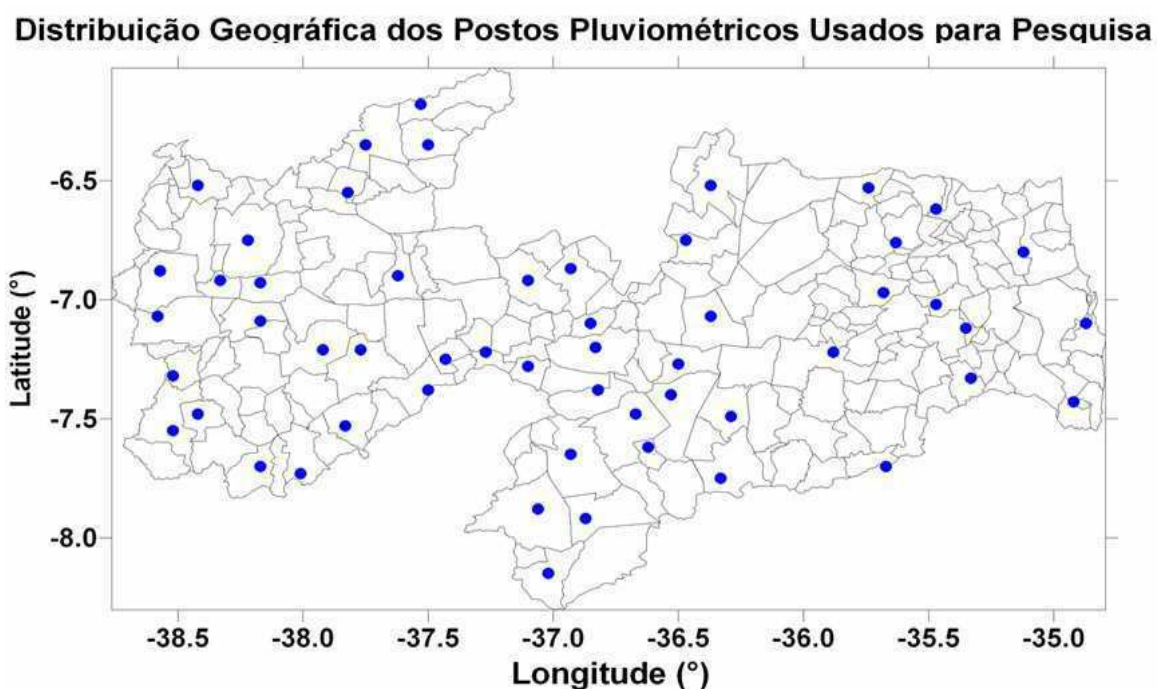 Distribuição Geográfica dos Postos Pluviométricos Usados para Pesquisa
-6.5
-7.0
-7.5
-8.0
Latitude (°)
-38.5 -38.0 -37.5 -37.0 -36.5 -36.0 -35.5 -35.0
Longitude (°)